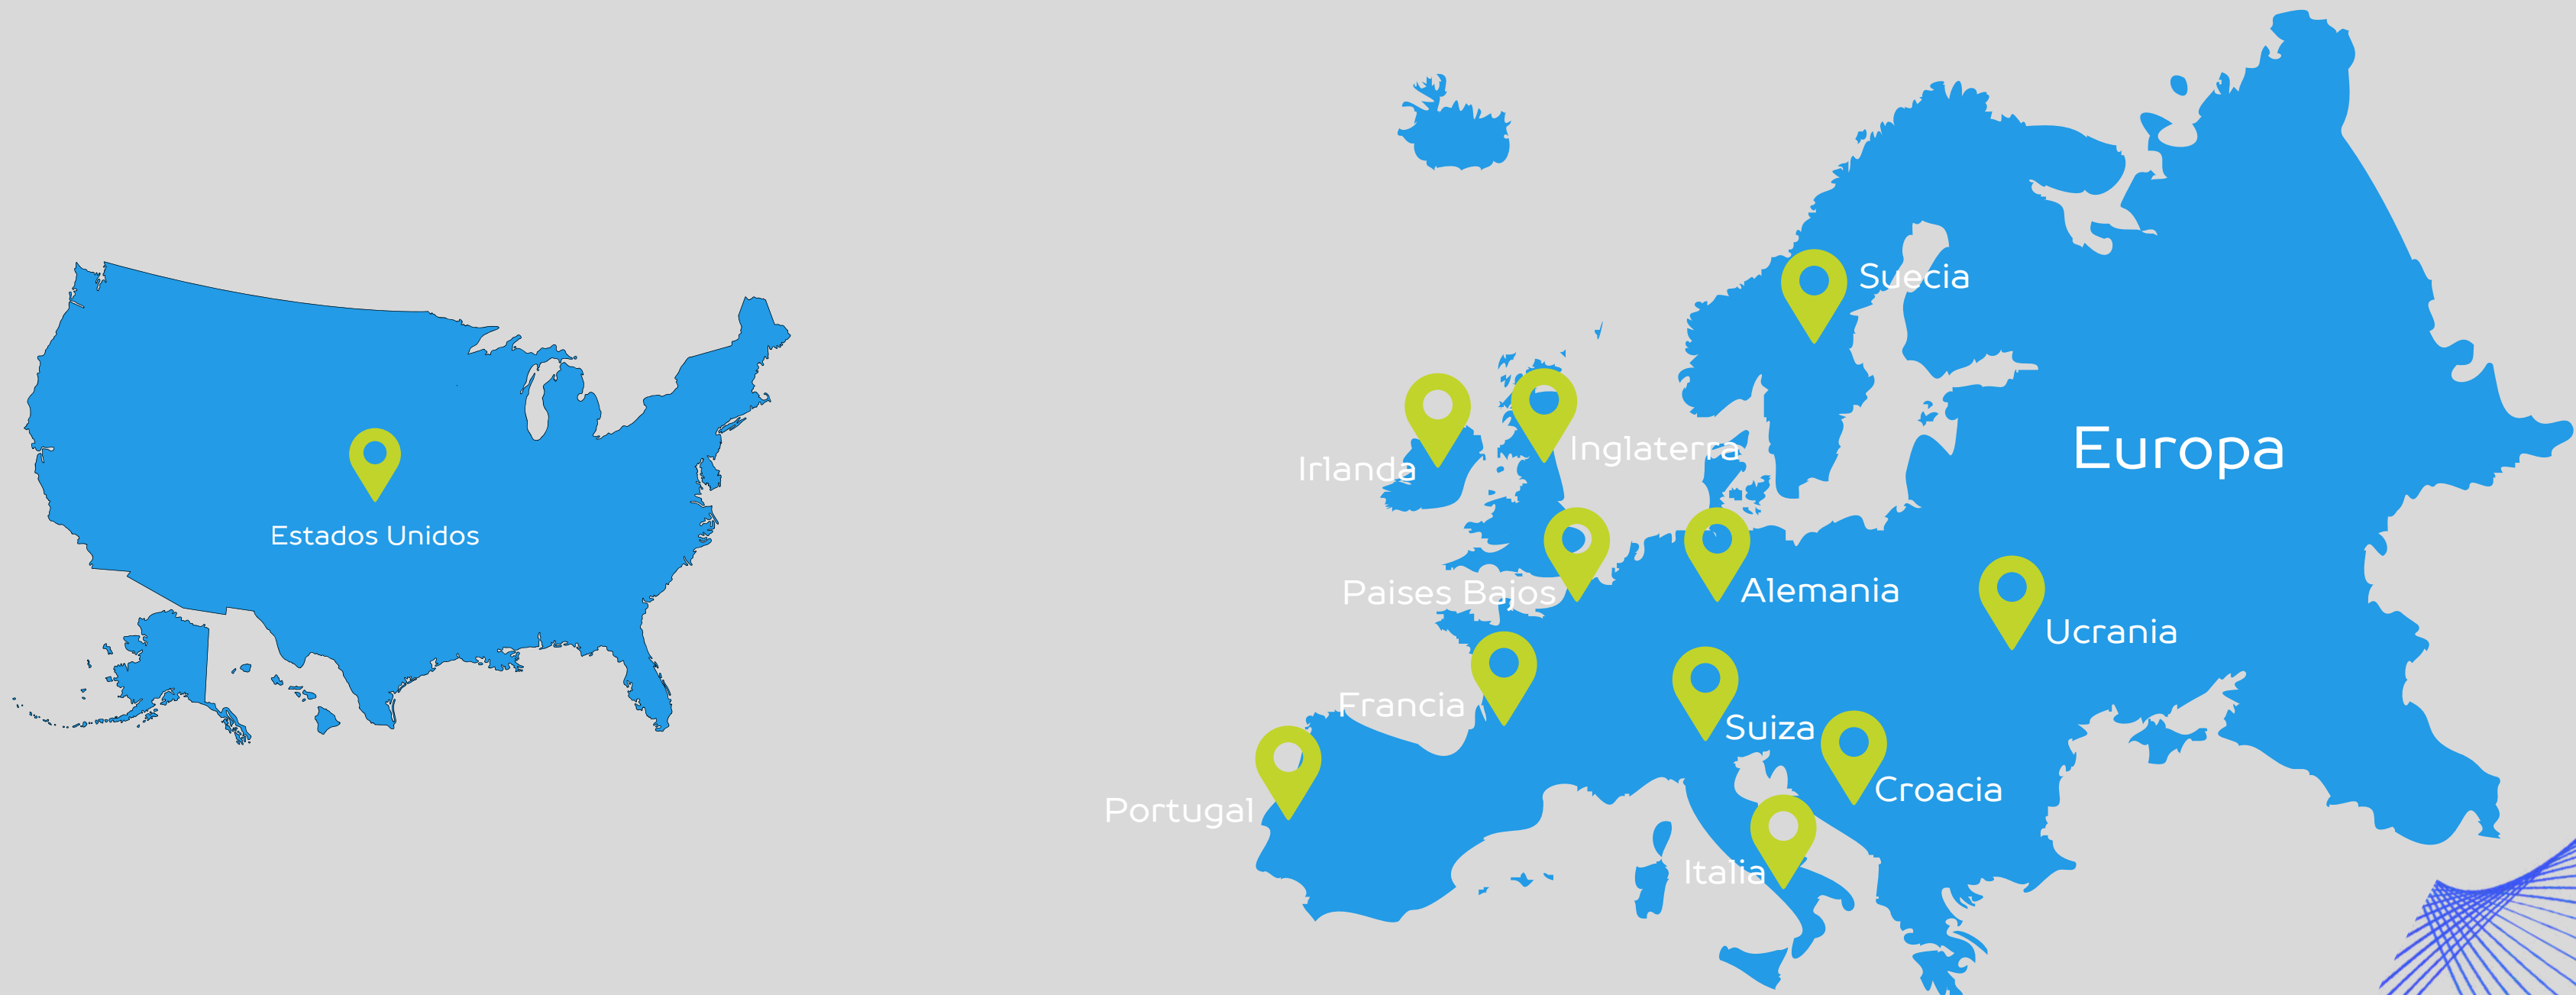 Estados Unidos
Suecia
Irlanda
Inglaterra
Europa
Paises Bajos
Alemania
Ucrania
Francia
Suiza
Croacia
Portugal
Italia